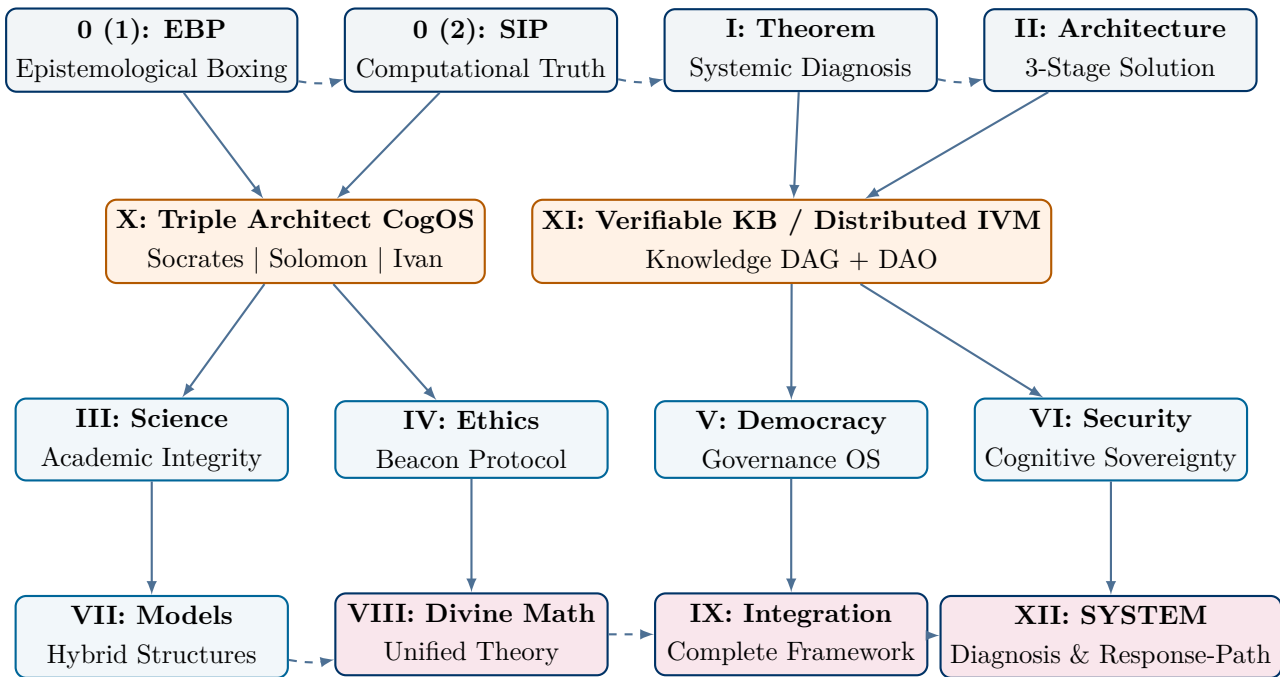 0 (1): EBP
Epistemological Boxing
0 (2): SIP
Computational Truth
I: Theorem
Systemic Diagnosis
II: Architecture
3-Stage Solution
X: Triple Architect CogOS
Socrates | Solomon | Ivan
XI: Verifiable KB / Distributed IVM
Knowledge DAG + DAO
III: Science
Academic Integrity
IV: Ethics
Beacon Protocol
V: Democracy
Governance OS
VI: Security
Cognitive Sovereignty
VII: Models
Hybrid Structures
VIII: Divine Math
Unified Theory
IX: Integration
Complete Framework
XII: SYSTEM
Diagnosis & Response-Path